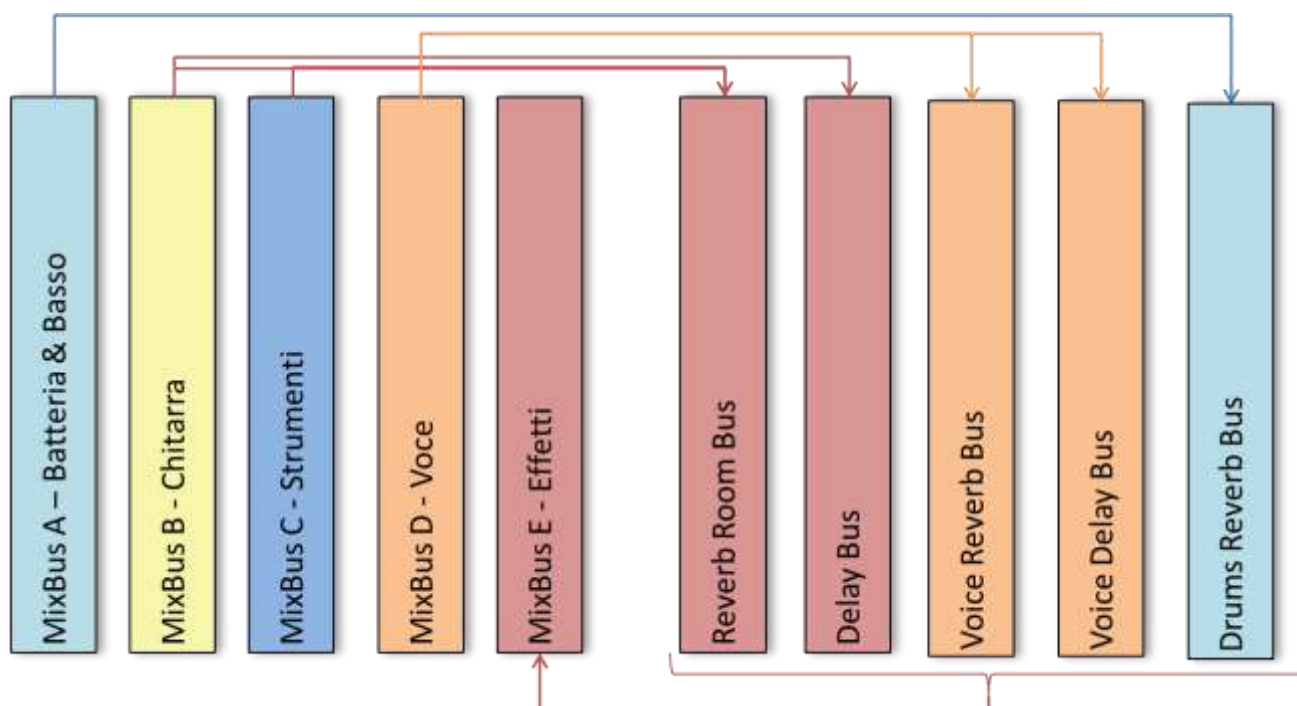 MixBus A – Batteria & Basso
MixBus B - Chitarra
MixBus C - Strumenti
MixBus D - Voce
MixBus E - Effetti
Reverb Room Bus
Delay Bus
Voice Reverb Bus
Voice Delay Bus
Drums Reverb Bus